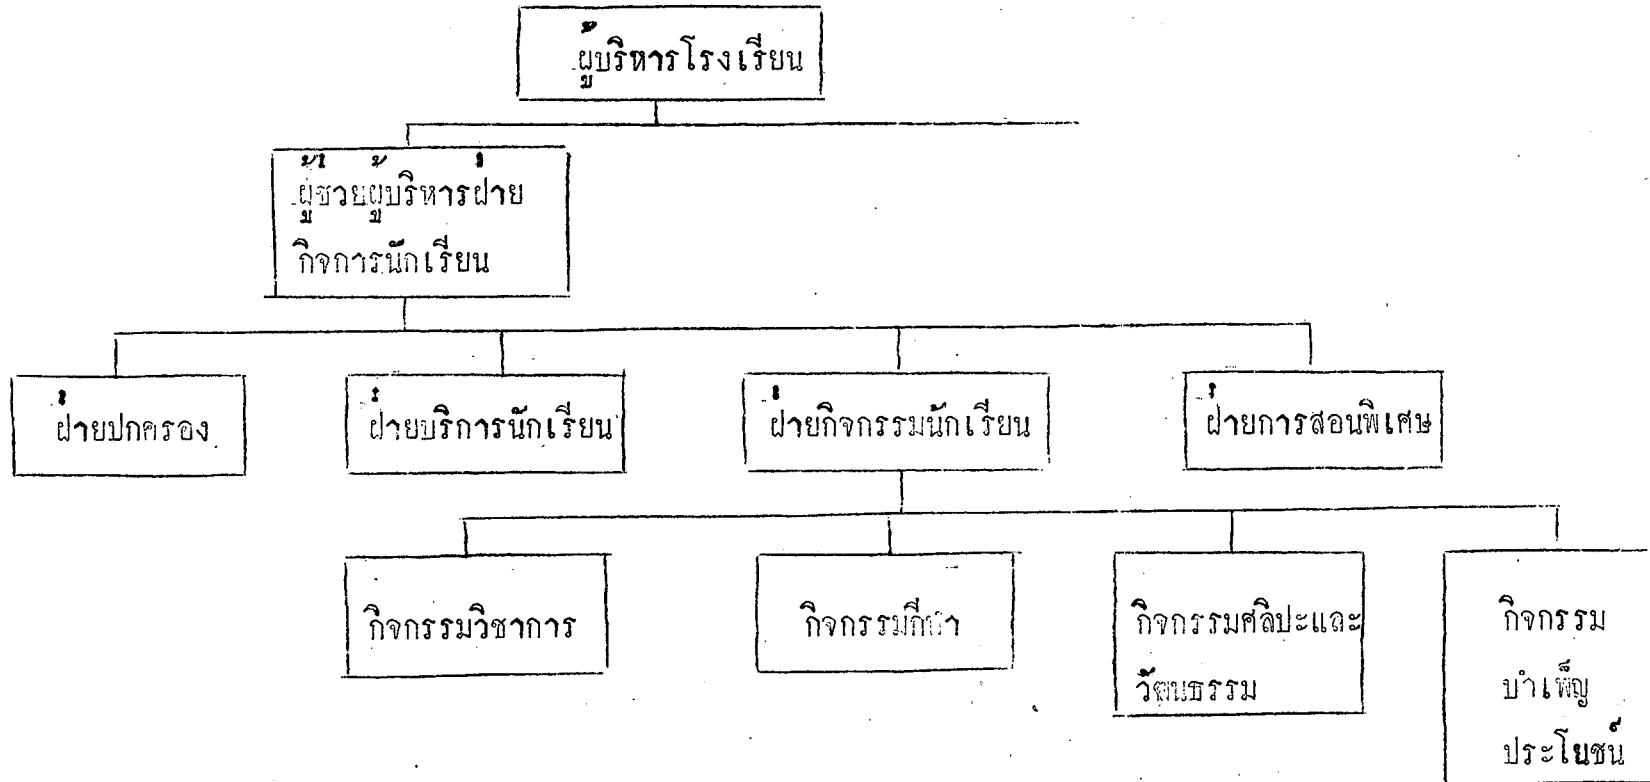 ผู้บริหารโรงเรียน
ผู้ช่วยผู้บริหารฝ่าย
กิจการนักเรียน
ฝ่ายปกครอง
ฝ่ายบริการนักเรียน
ฝ่ายกิจกรรมนักเรียน
ฝ่ายการสอนพิเศษ
กิจกรรมวิชาการ
กิจกรรมกีฬา
กิจกรรมศิลปะและ
วัฒนธรรม
กิจกรรม
บำเพ็ญ
ประโยชน์